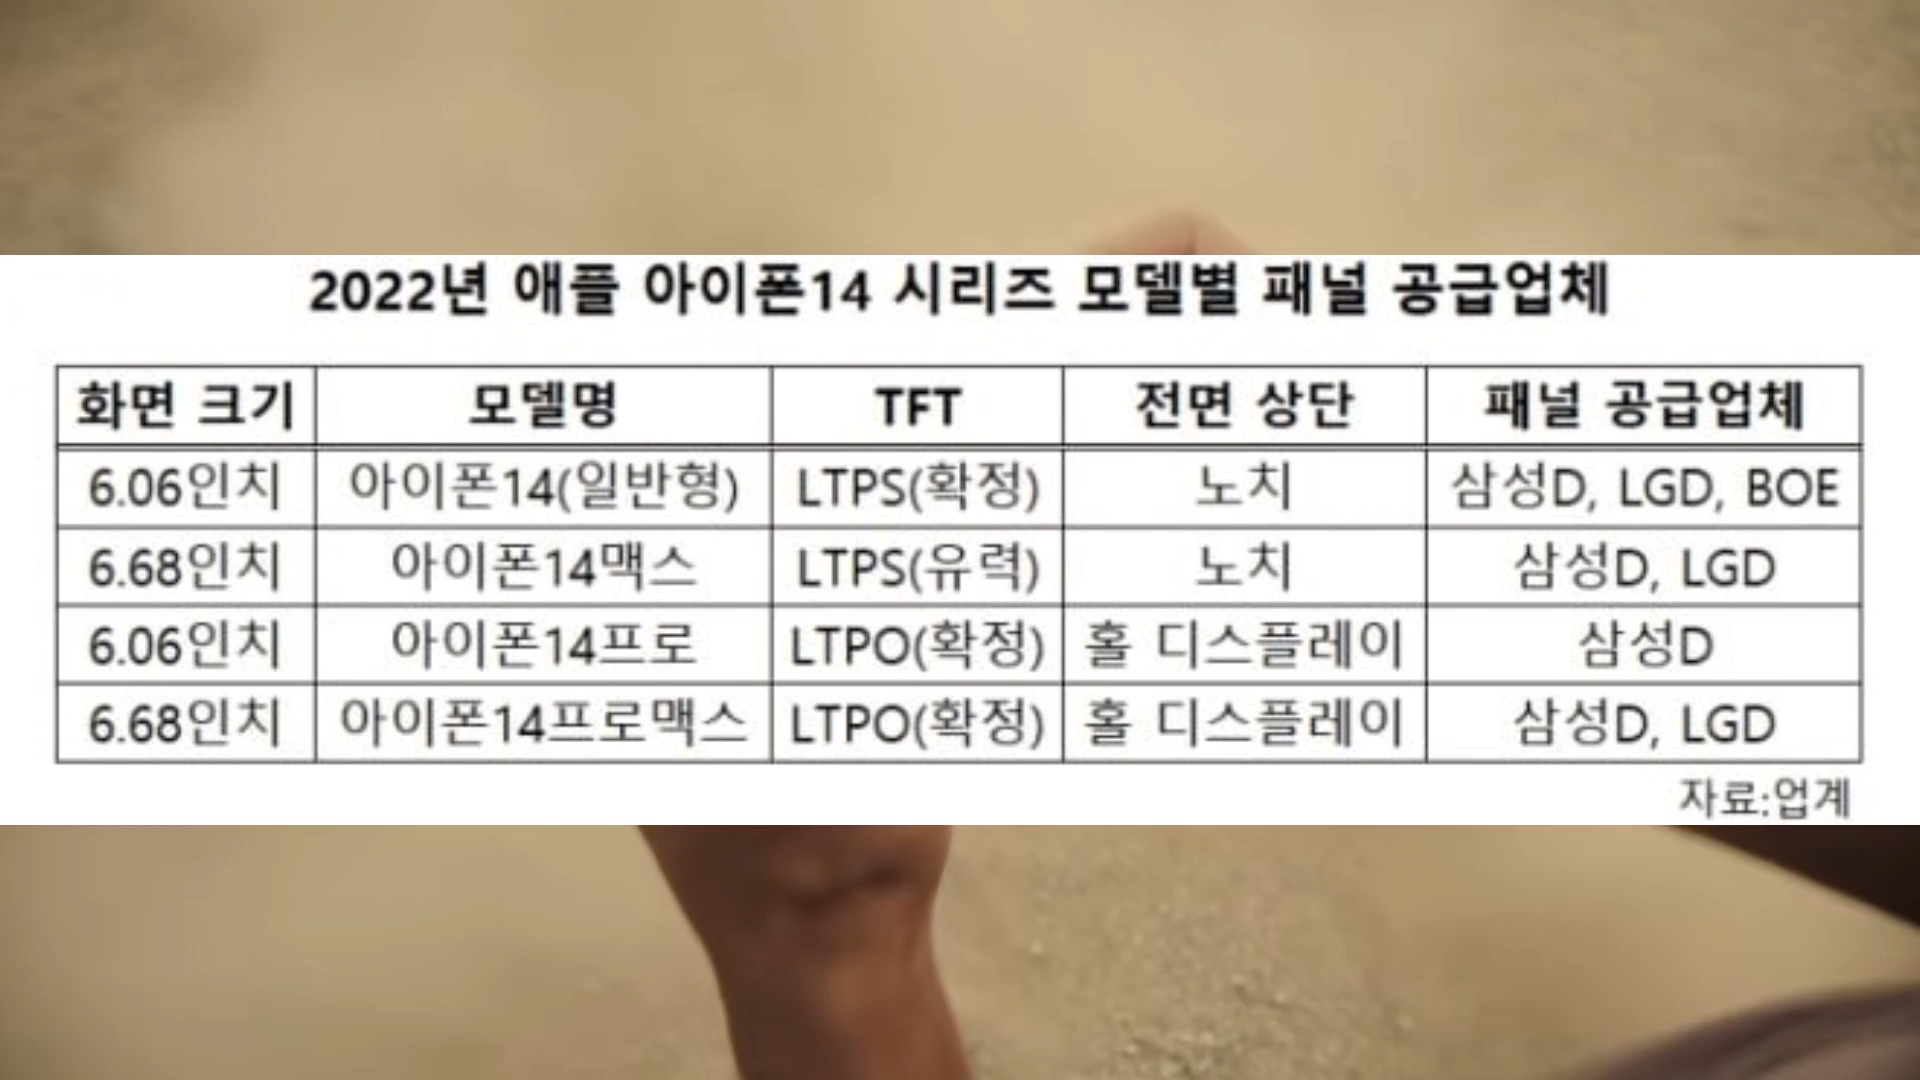 2022년 애플 아이폰14 시리즈 모델별 패널 공급업체
화면 크기 모델명 TFT 전면 상단 패널 공급업체
6.06인치 아이폰14(일반형) LTPS(확정) 노치 삼성D, LGD, BOE
6.68인치 아이폰14맥스 LTPS(유력) 노치 삼성D, LGD
6.06인치 아이폰14프로 LTPO(확정) 홀 디스플레이 삼성D
6.68인치 아이폰14프로맥스 LTPO(확정) 홀 디스플레이 삼성D, LGD
자료:업계